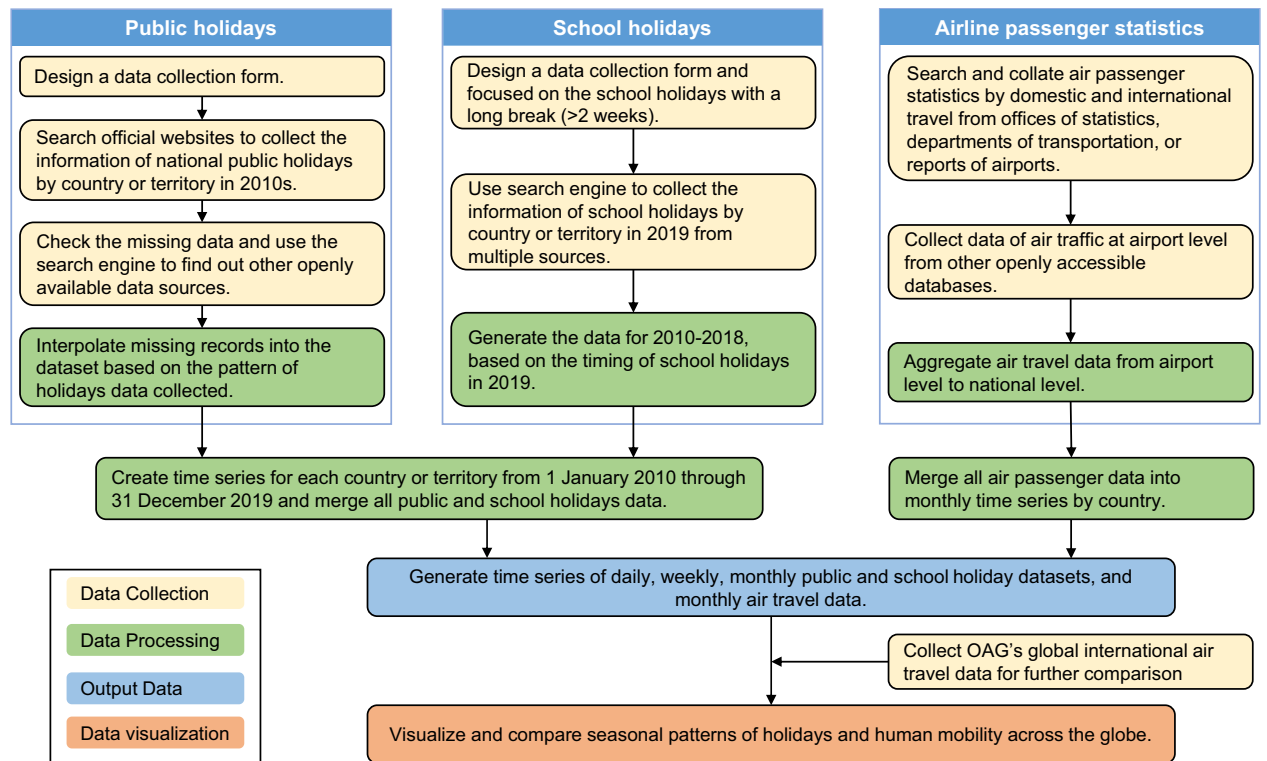 Public holidays
Design a data collection form.
Search official websites to collect the
information of national public holidays
by country or territory in 2010s.
Check the missing data and use the
search engine to find out other openly
available data sources.
Interpolate missing records into the
dataset based on the pattern of
holidays data collected.
School holidays
Design a data collection form and
focused on the school holidays with a
long break (>2 weeks).
Use search engine to collect the
information of school holidays by
country or territory in 2019 from
multiple sources.
Generate the data for 2010-2018,
based on the timing of school holidays
in 2019.
Airline passenger statistics
Search and collate air passenger
statistics by domestic and international
travel from offices of statistics,
departments of transportation, or
reports of airports.
Collect data of air traffic at airport level
from other openly accessible
databases.
Aggregate air travel data from airport
level to national level.
Create time series for each country or territory from 1 January 2010 through
31 December 2019 and merge all public and school holidays data.
Merge all air passenger data into
monthly time series by country.
Generate time series of daily, weekly, monthly public and school holiday datasets, and
monthly air travel data.
Collect OAG's global international air
travel data for further comparison
Visualize and compare seasonal patterns of holidays and human mobility across the globe.
Data Collection
Data Processing
Output Data
Data visualization